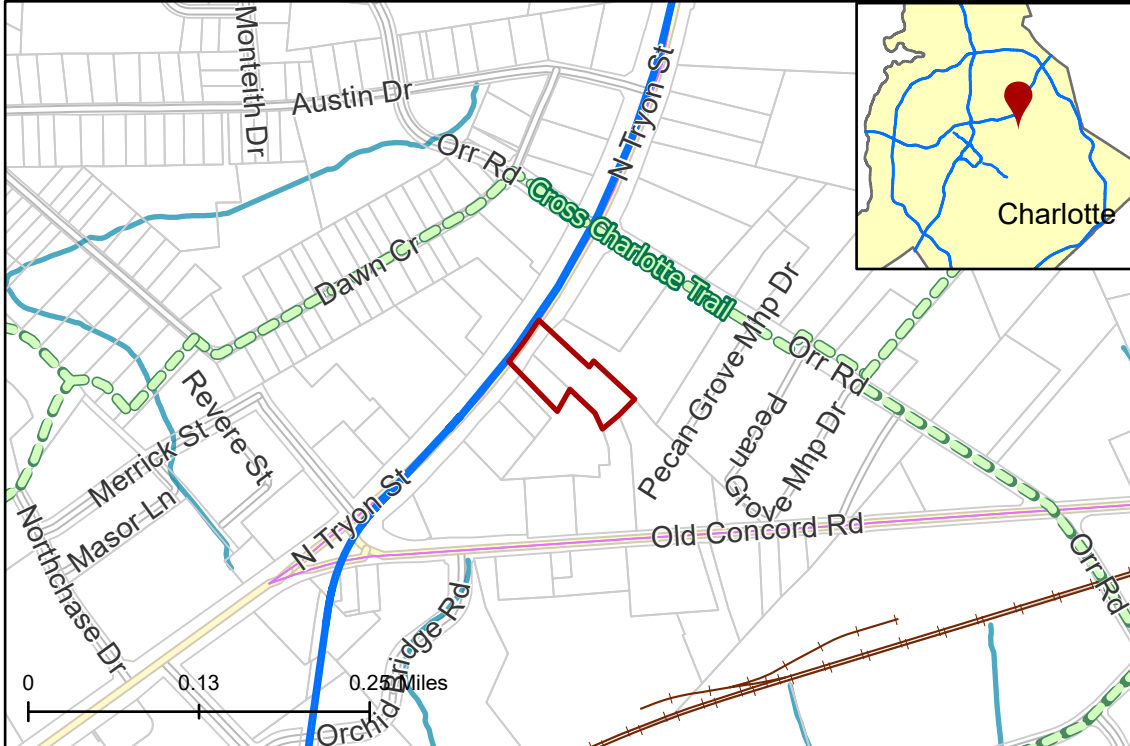 Monteith Dr
Austin Dr
N Tryon St
Orr Rd
Cross Charlotte Trail
Charlotte
Dawn Cr
Pecan Grove Mhp Dr
Orr Rd
Revere St
Merrick St
Masor Ln
Pecan
Grove Mhp Dr
N Tryon St
Old Concord Rd
Northchase Dr
Orr Rd
Orchid Bridge Rd
0
0.13
0.25 Miles